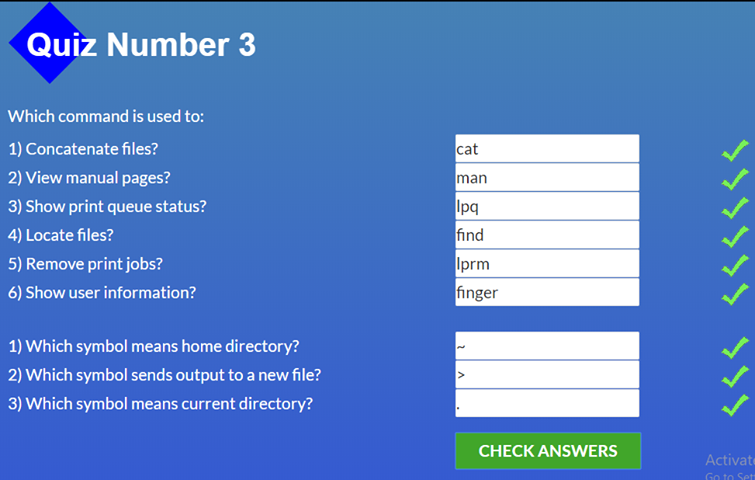 Quiz Number 3
Which command is used to:
1) Concatenate files? cat
2) View manual pages? man
3) Show print queue status? lpq
4) Locate files? find
5) Remove print jobs? lprm
6) Show user information? finger
1) Which symbol means home directory? ~
2) Which symbol sends output to a new file? >
3) Which symbol means current directory? .
CHECK ANSWERS
Activat
Go to Set